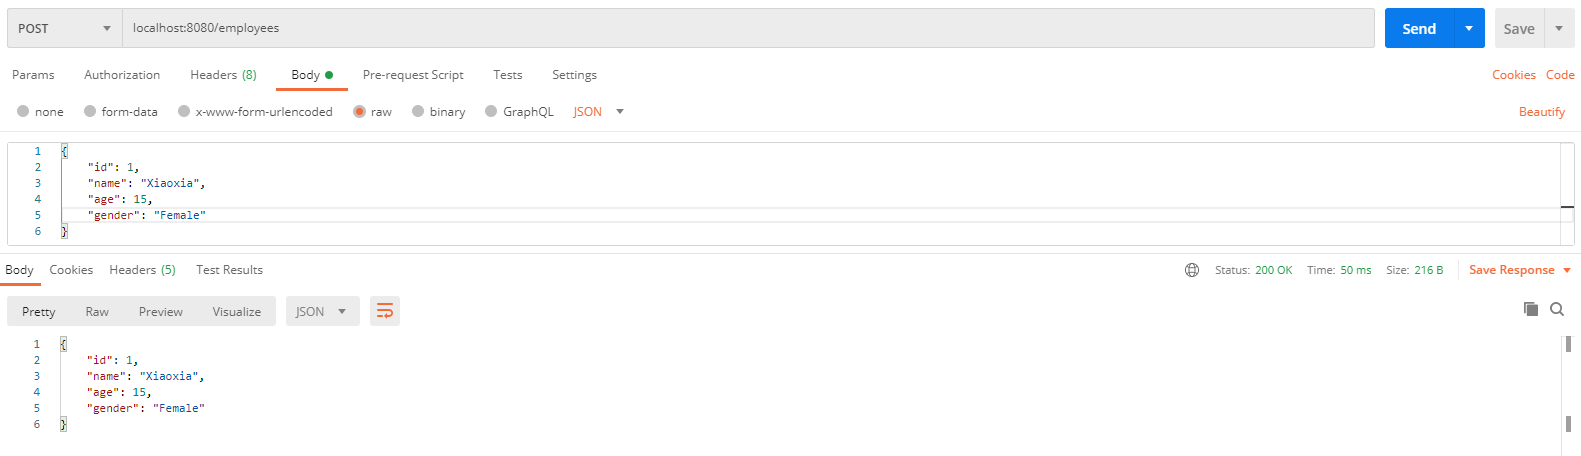 POST localhost:8080/employees Send Save
Params Authorization Headers (8) Body Pre-request Script Tests Settings Cookies Code
none form-data x-www-form-urlencoded raw binary GraphQL JSON Beautify
1 {
2 "id": 1,
3 "name": "Xiaoxia",
4 "age": 15,
5 "gender": "Female"
6 }
Body Cookies Headers (5) Test Results Status: 200 OK Time: 50 ms Size: 216 B Save Response
Pretty Raw Preview Visualize JSON
1 {
2 "id": 1,
3 "name": "Xiaoxia",
4 "age": 15,
5 "gender": "Female"
6 }